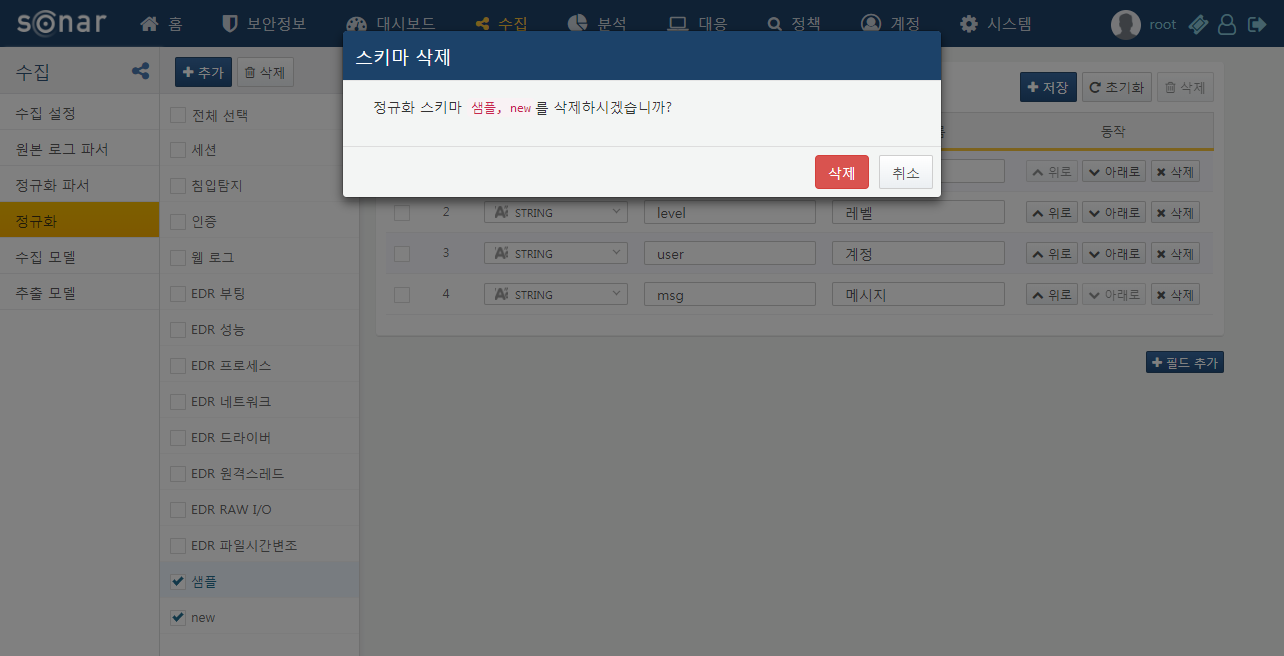 sonar 홈 보안정보 대시보드 수집 분석 대응 정책 계정 시스템 root
스키마 삭제
정규화 스키마 샘플, new 를 삭제하시겠습니까?
삭제 취소
수집
수집 설정
원본 로그 파서
정규화 파서
정규화
수집 모델
추출 모델
추가 삭제
전체 선택
세션
침입탐지
인증
웹 로그
EDR 부팅
EDR 성능
EDR 프로세스
EDR 네트워크
EDR 드라이버
EDR 원격스레드
EDR RAW I/O
EDR 파일시간변조
샘플
new
저장 초기화 삭제
동작
위로 아래로 삭제
2 STRING level 레벨 위로 아래로 삭제
3 STRING user 계정 위로 아래로 삭제
4 STRING msg 메시지 위로 아래로 삭제
필드 추가